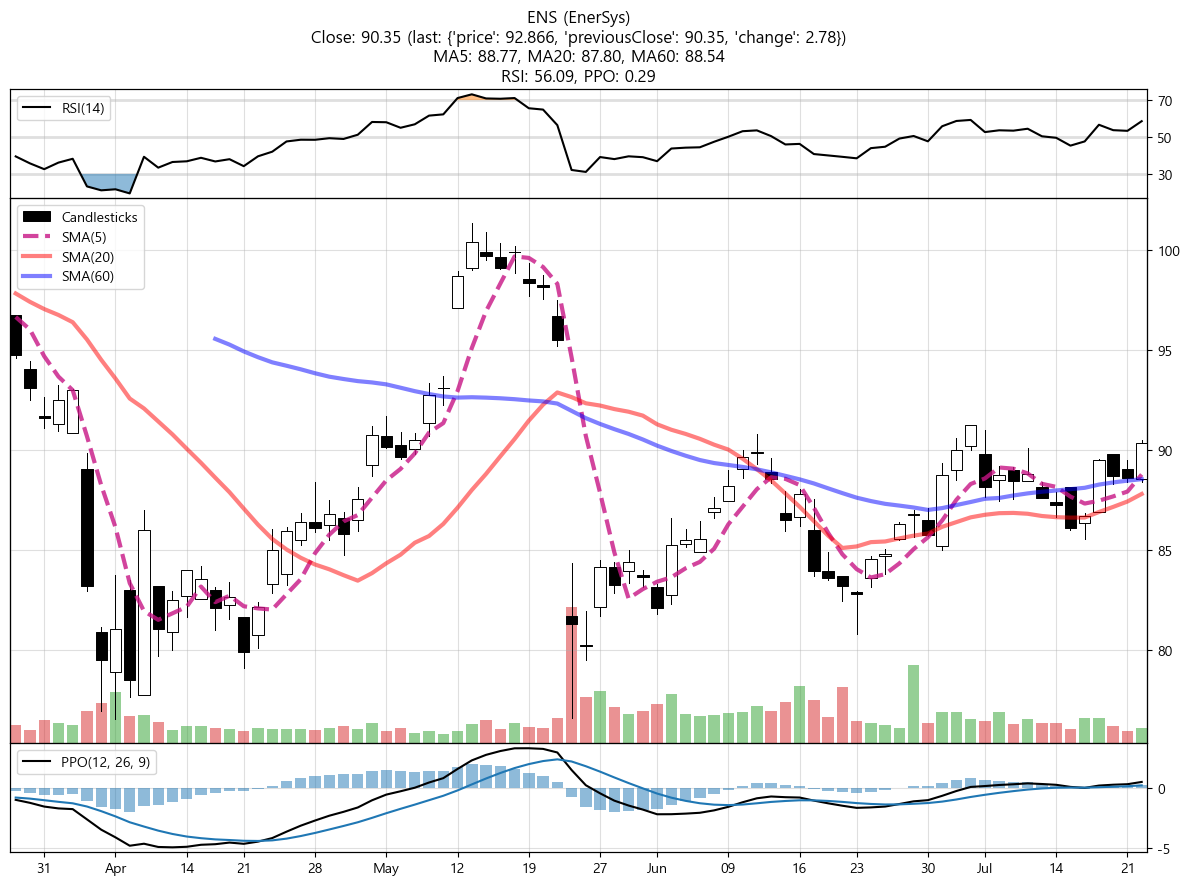 ENS (EnerSys)
Close: 90.35 (last: {'price': 92.866, 'previousClose': 90.35, 'change': 2.78})
MA5: 88.77, MA20: 87.80, MA60: 88.54
RSI: 56.09, PPO: 0.29
RSI(14)
70
50
30
Candlesticks
SMA(5)
SMA(20)
SMA(60)
100
95
90
85
80
PPO(12, 26, 9)
0
-5
31 Apr 14 21 28 May 12 19 27 Jun 09 16 23 30 Jul 14 21